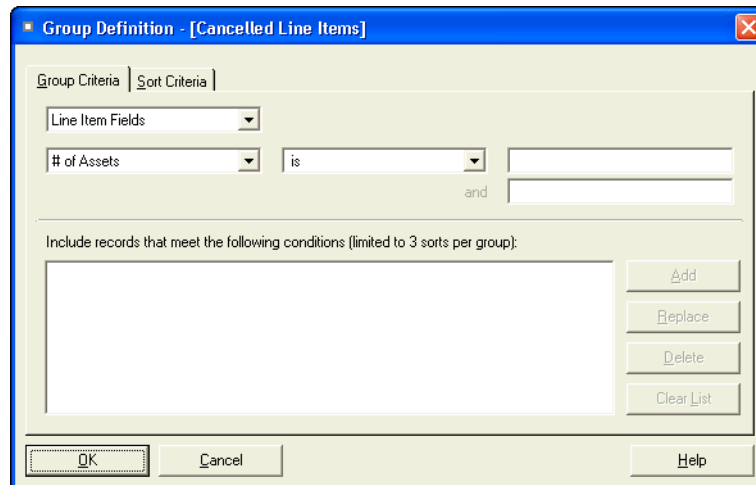 Group Definition - [Cancelled Line Items]
Group Criteria Sort Criteria
Line Item Fields
# of Assets is
and
Include records that meet the following conditions (limited to 3 sorts per group):
Add
Replace
Delete
Clear List
OK Cancel Help